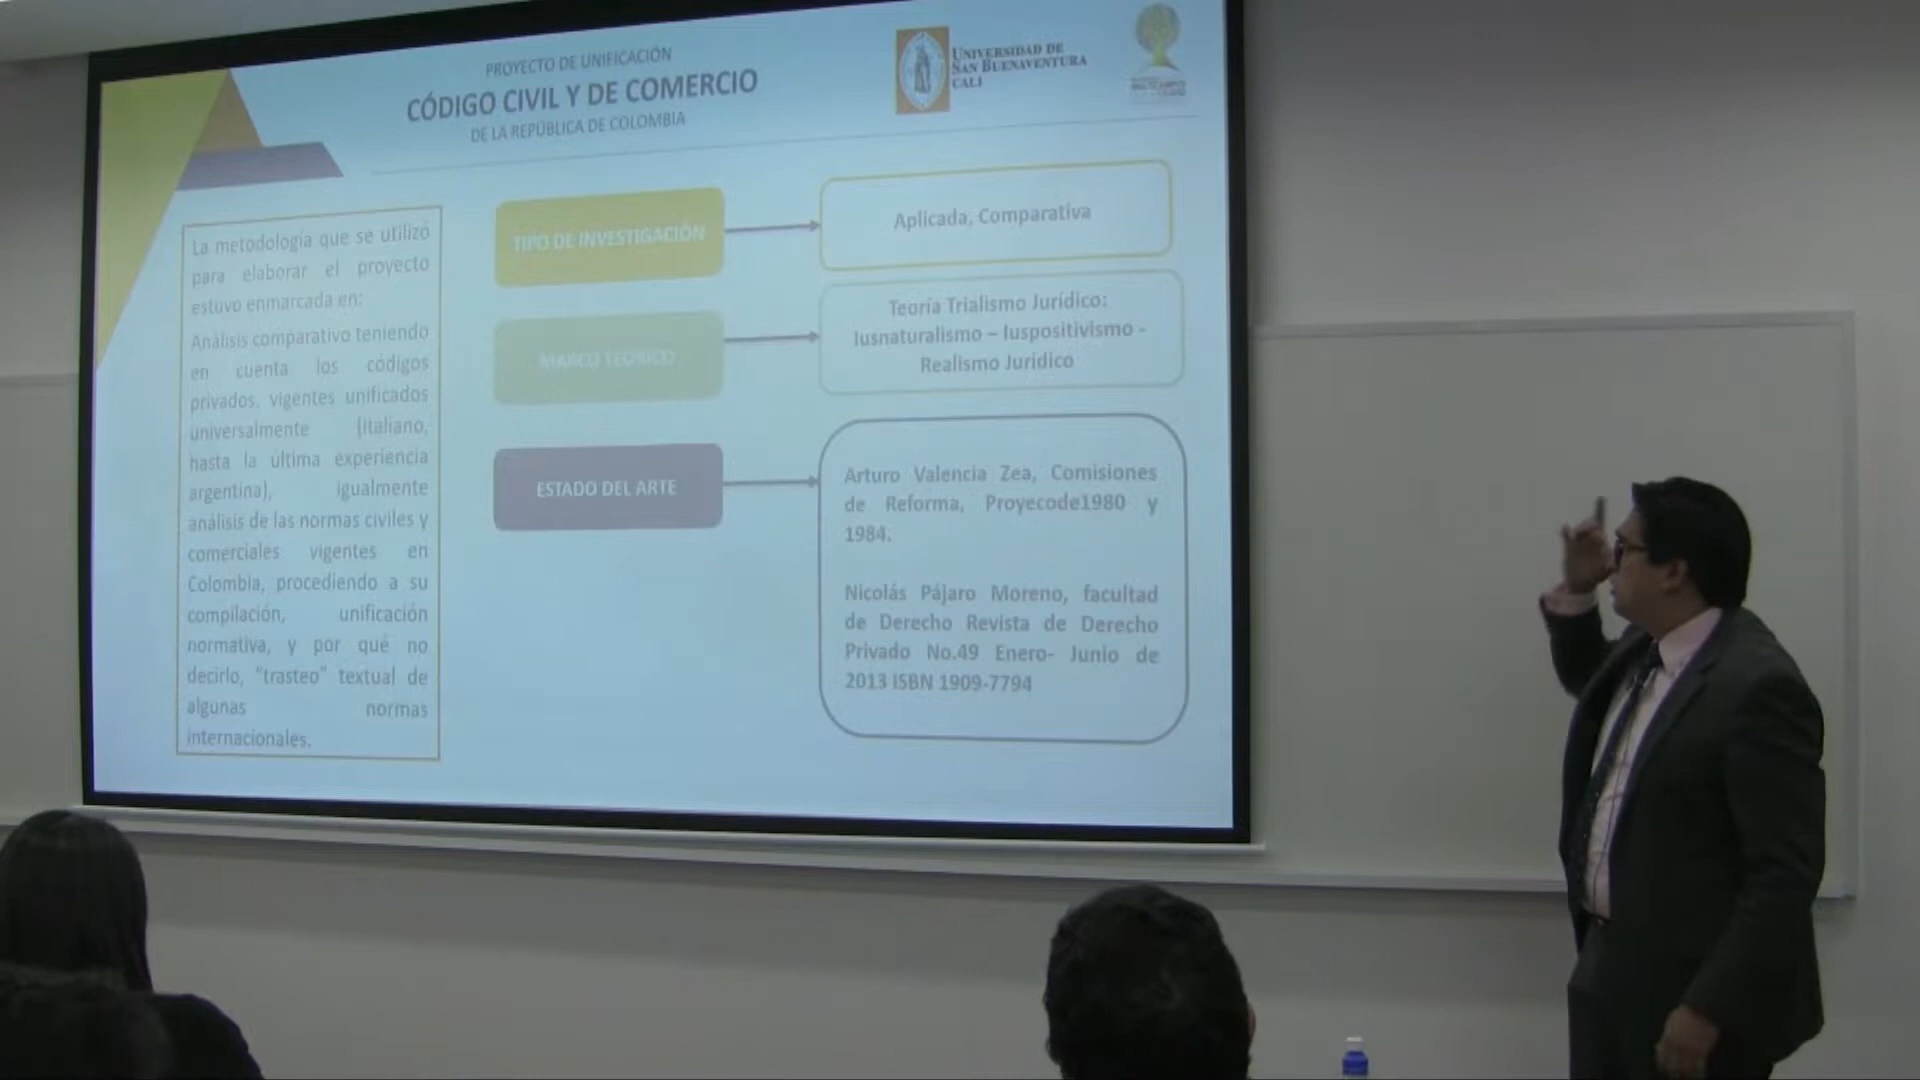 PROYECTO DE UNIFICACIÓN
CÓDIGO CIVIL Y DE COMERCIO
DE LA REPÚBLICA DE COLOMBIA
UNIVERSIDAD DE
SAN BUENAVENTURA
CALI
La metodología que se utilizó
para elaborar el proyecto
estuvo enmarcada en:
Análisis comparativo teniendo
en cuenta los códigos
privados, vigentes unificados
universalmente (italiano,
hasta la última experiencia
argentina), igualmente
análisis de las normas civiles y
comerciales vigentes en
Colombia, procediendo a su
compilación, unificación
normativa, y por qué no
decirlo, "trasteo" textual de
algunas normas
internacionales.
TIPO DE INVESTIGACIÓN
Aplicada, Comparativa
MARCO TEÓRICO
Teoría Trialismo Jurídico:
Iusnaturalismo – Iuspositivismo -
Realismo Jurídico
ESTADO DEL ARTE
Arturo Valencia Zea, Comisiones
de Reforma, Proyecode1980 y
1984.
Nicolás Pájaro Moreno, facultad
de Derecho Revista de Derecho
Privado No.49 Enero- Junio de
2013 ISBN 1909-7794